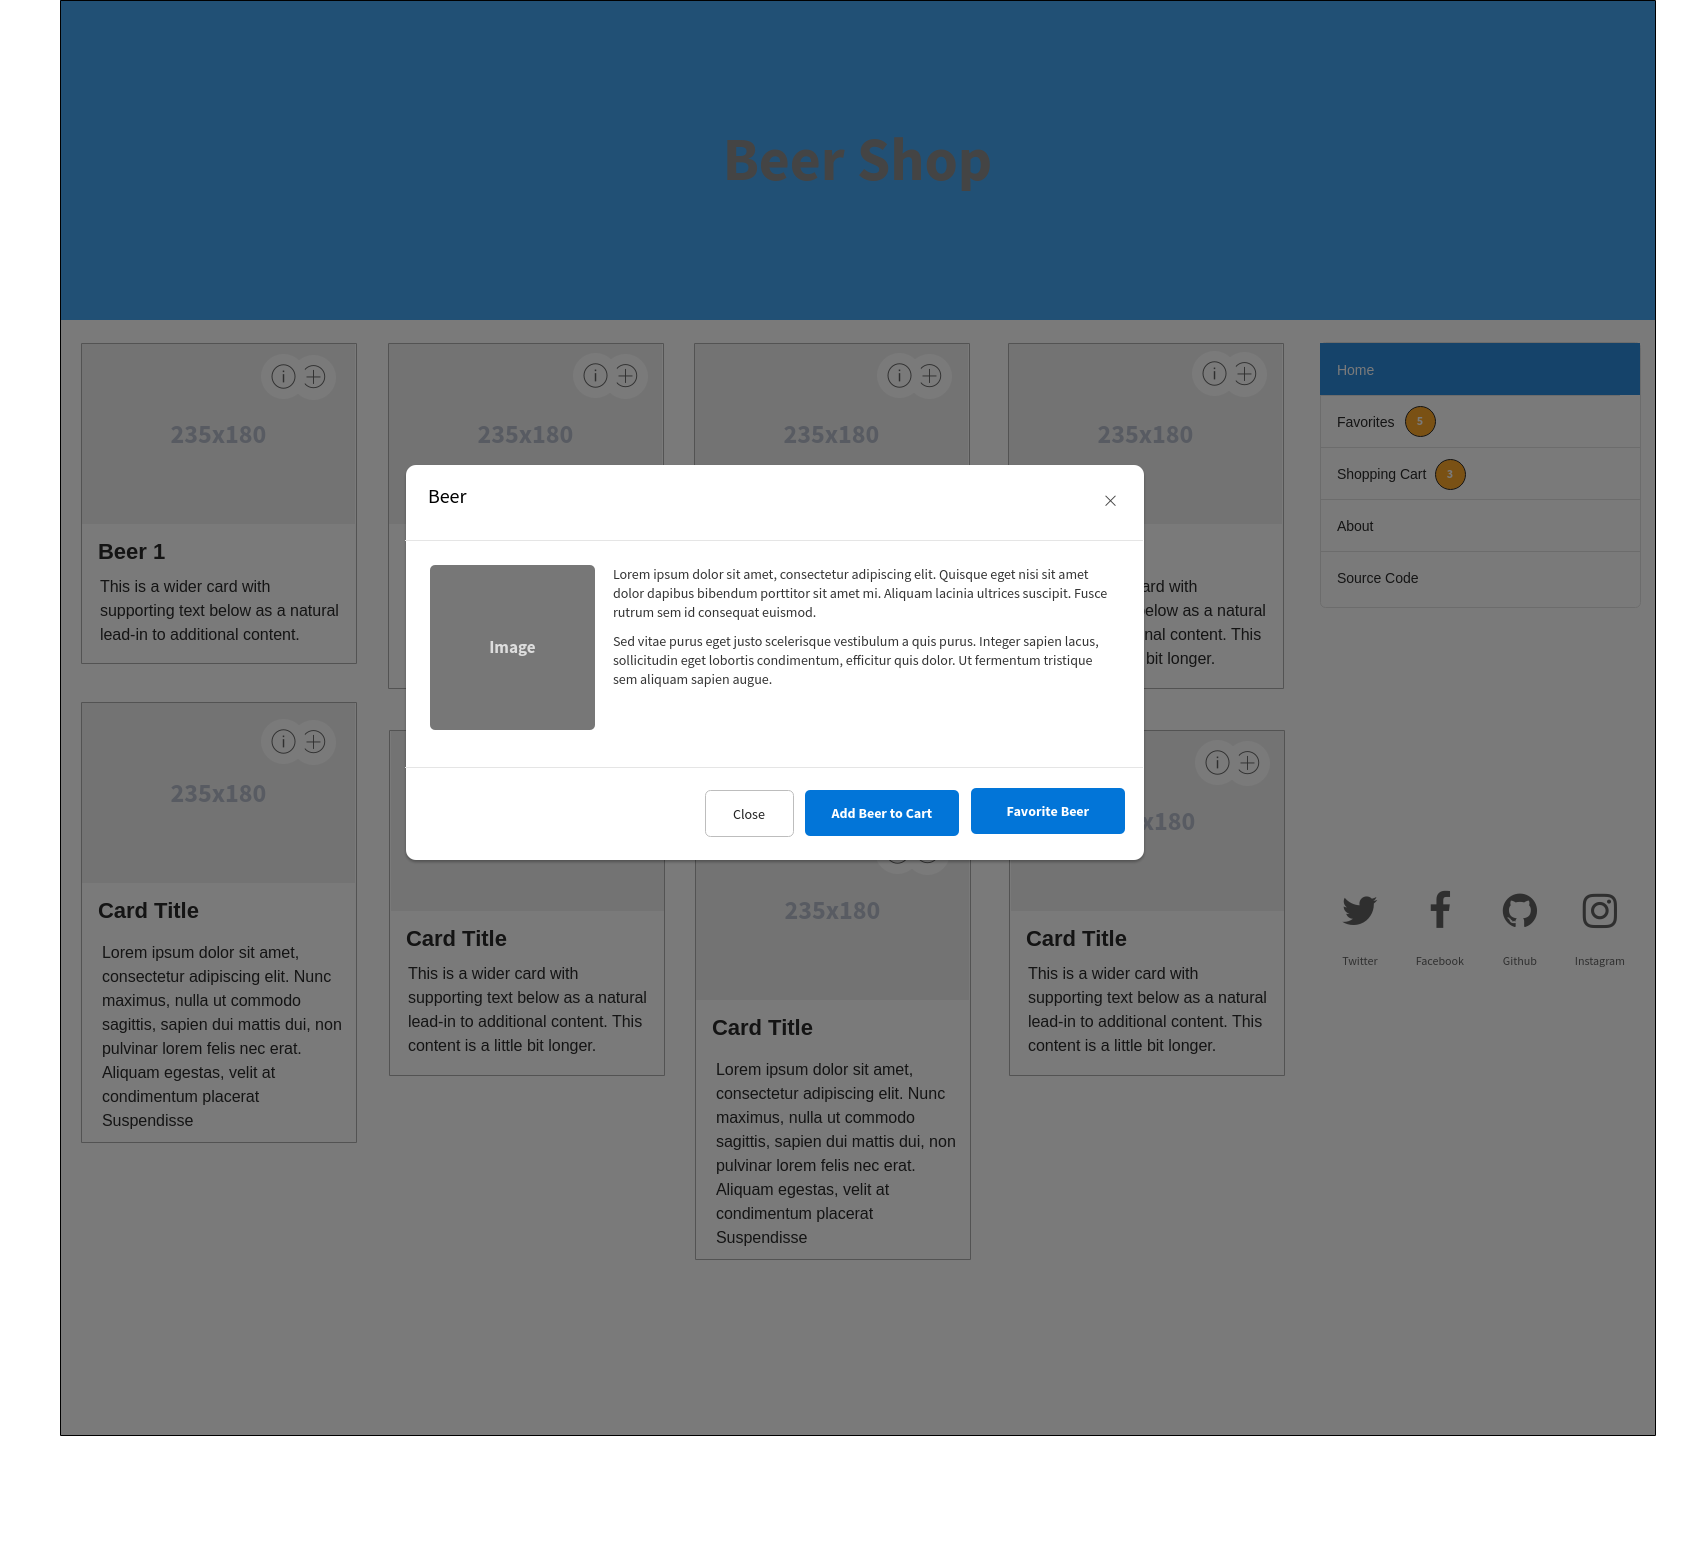 Beer Shop
235x180
235x180
235x180
235x180
Beer 1
This is a wider card with
supporting text below as a natural
lead-in to additional content.
ard with
elow as a natural
nal content. This
bit longer.
Home
Favorites 5
Shopping Cart 3
About
Source Code
Beer
Image
Lorem ipsum dolor sit amet, consectetur adipiscing elit. Quisque eget nisi sit amet
dolor dapibus bibendum porttitor sit amet mi. Aliquam lacinia ultrices suscipit. Fusce
rutrum sem id consequat euismod.
Sed vitae purus eget justo scelerisque vestibulum a quis purus. Integer sapien lacus,
sollicitudin eget lobortis condimentum, efficitur quis dolor. Ut fermentum tristique
sem aliquam sapien augue.
Close
Add Beer to Cart
Favorite Beer
235x180
Card Title
Lorem ipsum dolor sit amet,
consectetur adipiscing elit. Nunc
maximus, nulla ut commodo
sagittis, sapien dui mattis dui, non
pulvinar lorem felis nec erat.
Aliquam egestas, velit at
condimentum placerat
Suspendisse
Card Title
This is a wider card with
supporting text below as a natural
lead-in to additional content. This
content is a little bit longer.
235x180
Card Title
Lorem ipsum dolor sit amet,
consectetur adipiscing elit. Nunc
maximus, nulla ut commodo
sagittis, sapien dui mattis dui, non
pulvinar lorem felis nec erat.
Aliquam egestas, velit at
condimentum placerat
Suspendisse
x180
Card Title
This is a wider card with
supporting text below as a natural
lead-in to additional content. This
content is a little bit longer.
Twitter
Facebook
Github
Instagram